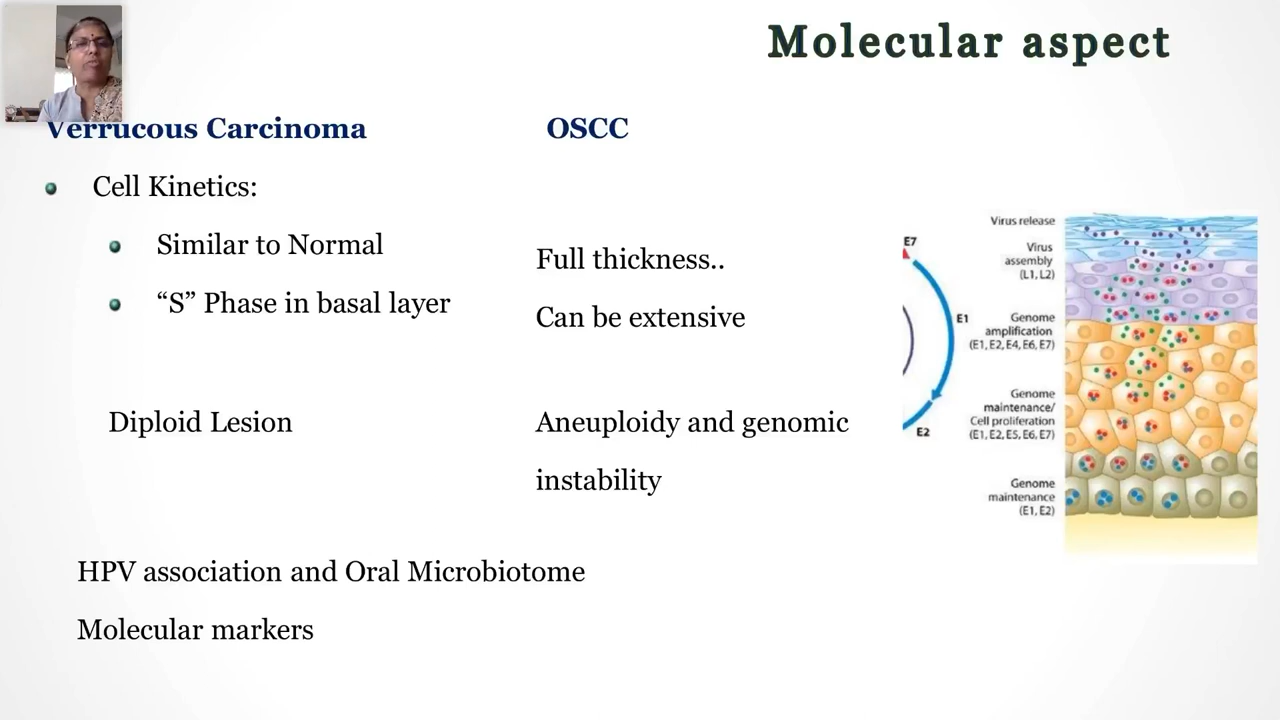 Molecular aspect
Verrucous Carcinoma
OSCC
Cell Kinetics:
Similar to Normal
Full thickness..
“S” Phase in basal layer
Can be extensive
Diploid Lesion
Aneuploidy and genomic
instability
HPV association and Oral Microbiotome
Molecular markers
E7
E1
E2
Virus release
Virus
assembly
(L1, L2)
Genome
amplification
(E1, E2, E4, E6, E7)
Genome
maintenance/
Cell proliferation
(E1, E2, E5, E6, E7)
Genome
maintenance
(E1, E2)